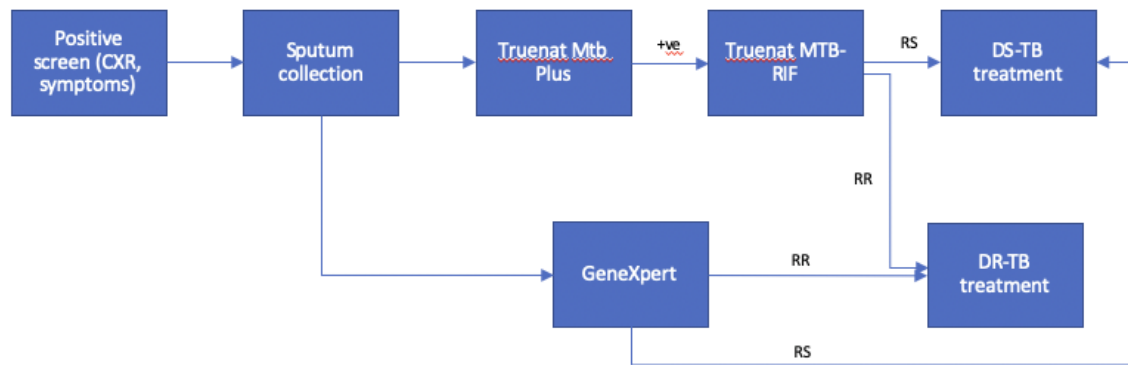 Positive
screen (CXR,
symptoms)
Sputum
collection
Truenat Mtb
Plus
+ve
Truenat MTB-
RIF
RS
DS-TB
treatment
RR
GeneXpert
RR
DR-TB
treatment
RS